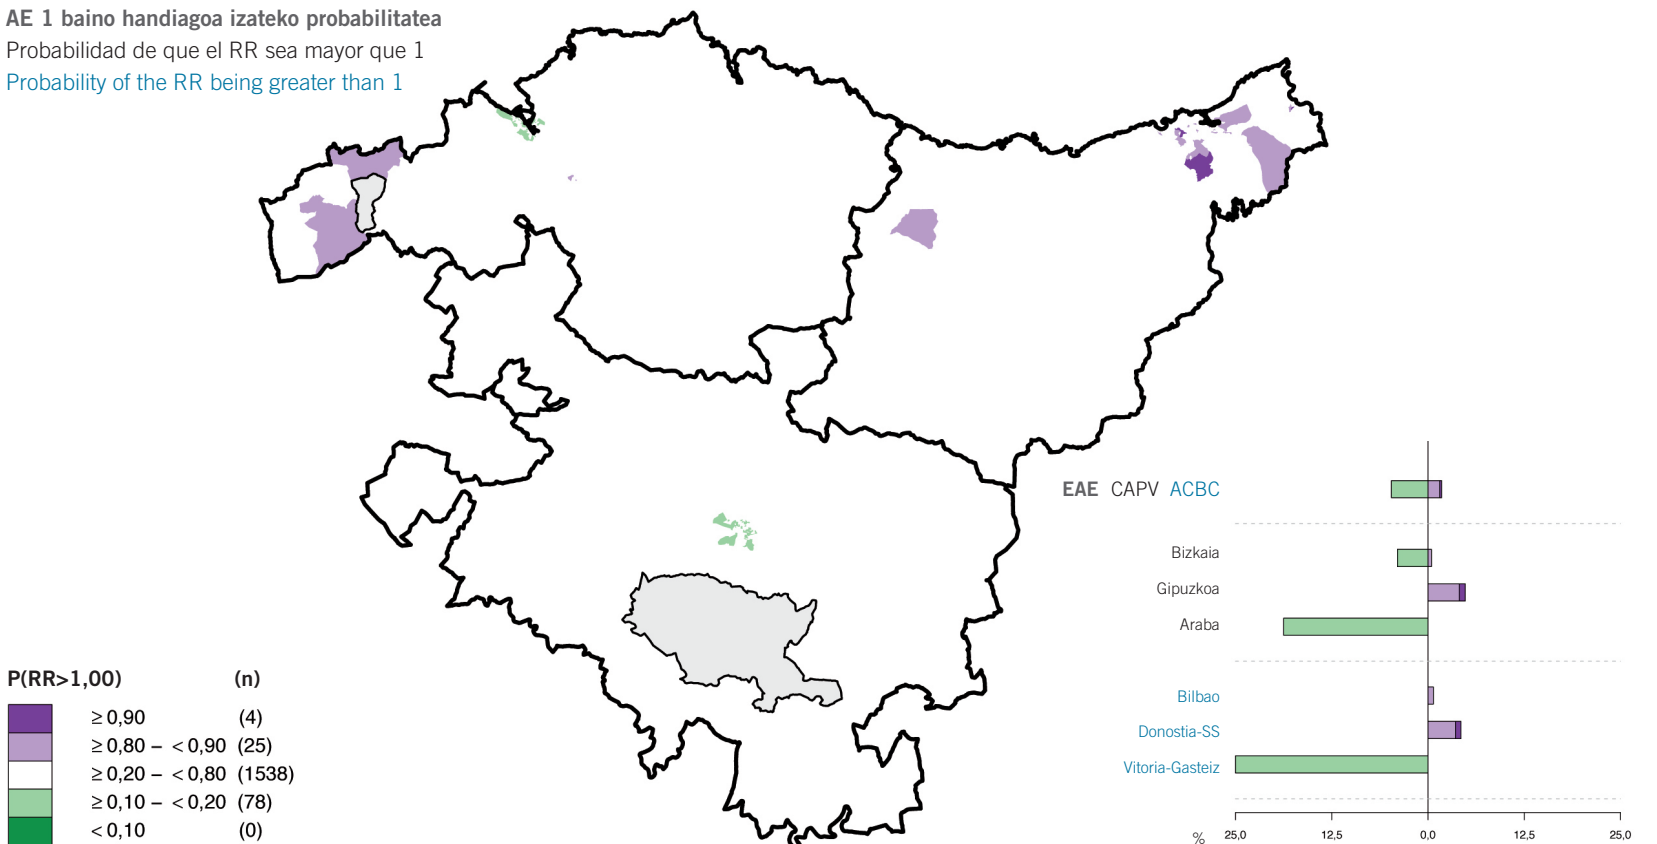 AE 1 baino handiagoa izateko probabilitatea
Probabilidad de que el RR sea mayor que 1
Probability of the RR being greater than 1
EAE CAPV ACBC
Bizkaia
Gipuzkoa
Araba
Bilbao
Donostia-SS
Vitoria-Gasteiz
% 25,0 12,5 0,0 12,5 25,0
P(RR>1,00) (n)
≥ 0,90 (4)
≥ 0,80 – < 0,90 (25)
≥ 0,20 – < 0,80 (1538)
≥ 0,10 – < 0,20 (78)
< 0,10 (0)